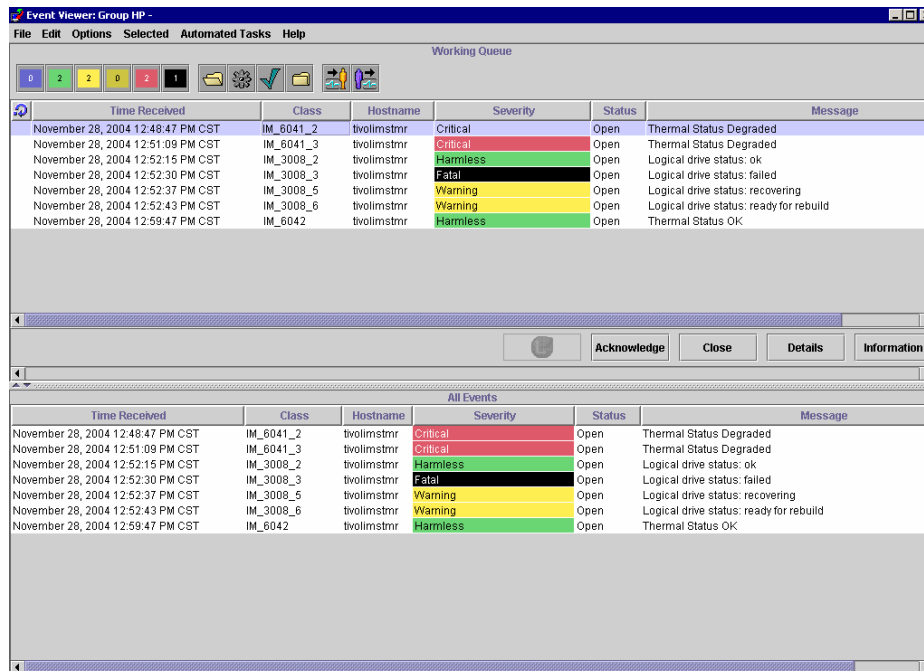 Event Viewer: Group HP -
File Edit Options Selected Automated Tasks Help
Working Queue
0 2 2 0 2 1
Time Received Class Hostname Severity Status Message
November 28, 2004 12:48:47 PM CST IM_6041_2 tivolimstmr Critical Open Thermal Status Degraded
November 28, 2004 12:51:09 PM CST IM_6041_3 tivolimstmr Critical Open Thermal Status Degraded
November 28, 2004 12:52:15 PM CST IM_3008_2 tivolimstmr Harmless Open Logical drive status: ok
November 28, 2004 12:52:30 PM CST IM_3008_3 tivolimstmr Fatal Open Logical drive status: failed
November 28, 2004 12:52:37 PM CST IM_3008_5 tivolimstmr Warning Open Logical drive status: recovering
November 28, 2004 12:52:43 PM CST IM_3008_6 tivolimstmr Warning Open Logical drive status: ready for rebuild
November 28, 2004 12:59:47 PM CST IM_6042 tivolimstmr Harmless Open Thermal Status OK
Acknowledge Close Details Information
All Events
Time Received Class Hostname Severity Status Message
November 28, 2004 12:48:47 PM CST IM_6041_2 tivolimstmr Critical Open Thermal Status Degraded
November 28, 2004 12:51:09 PM CST IM_6041_3 tivolimstmr Critical Open Thermal Status Degraded
November 28, 2004 12:52:15 PM CST IM_3008_2 tivolimstmr Harmless Open Logical drive status: ok
November 28, 2004 12:52:30 PM CST IM_3008_3 tivolimstmr Fatal Open Logical drive status: failed
November 28, 2004 12:52:37 PM CST IM_3008_5 tivolimstmr Warning Open Logical drive status: recovering
November 28, 2004 12:52:43 PM CST IM_3008_6 tivolimstmr Warning Open Logical drive status: ready for rebuild
November 28, 2004 12:59:47 PM CST IM_6042 tivolimstmr Harmless Open Thermal Status OK